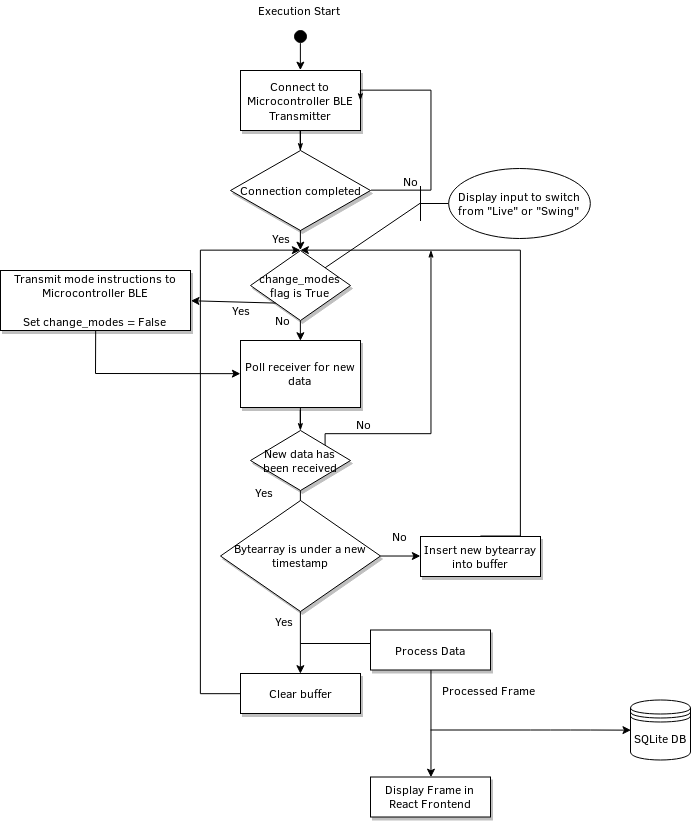 Execution Start
Connect to
Microcontroller BLE
Transmitter
Connection completed
No
Display input to switch
from "Live" or "Swing"
Yes
change_modes
flag is True
Transmit mode instructions to
Microcontroller BLE
Set change_modes = False
Yes
No
Poll receiver for new
data
No
New data has
been received
Yes
Bytearray is under a new
timestamp
No
Insert new bytearray
into buffer
Yes
Process Data
Clear buffer
Processed Frame
SQLite DB
Display Frame in
React Frontend